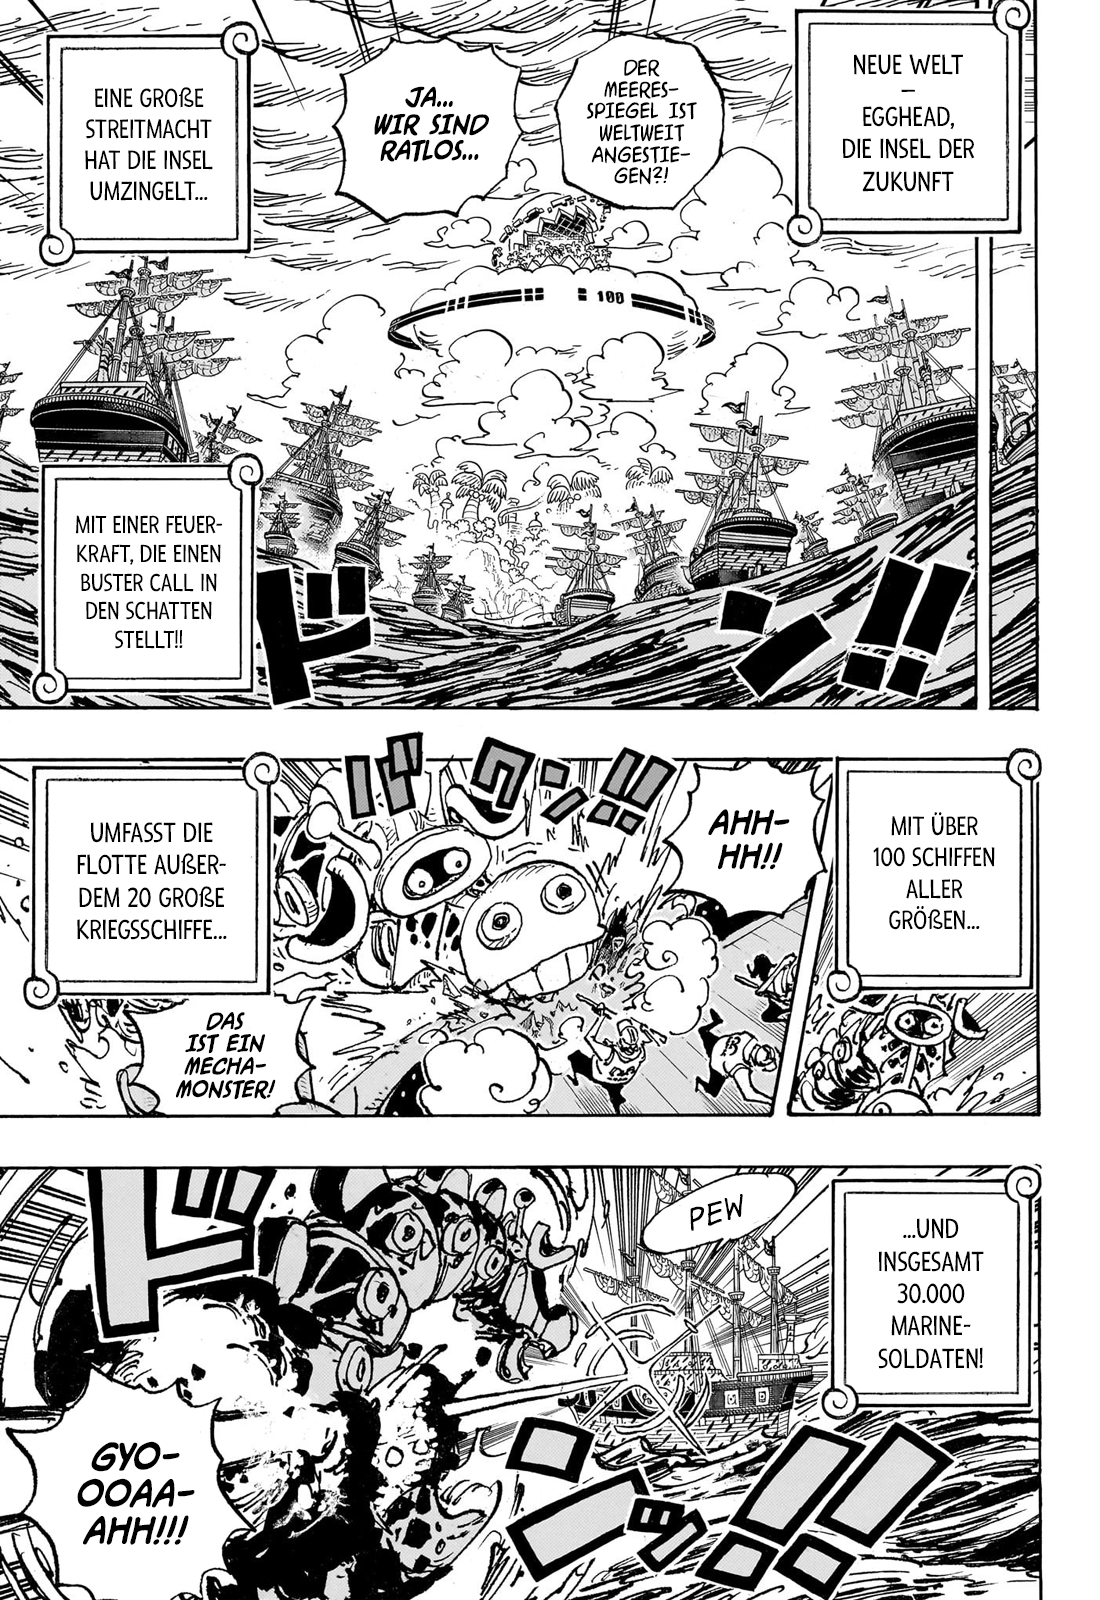 NEUE WELT
–
EGGHEAD,
DIE INSEL DER
ZUKUNFT
DER
MEERES-
SPIEGEL IST
WELTWEIT
ANGESTIE-
GEN?!
JA...
WIR SIND
RATLOS...
EINE GROẞE
STREITMACHT
HAT DIE INSEL
UMZINGELT...
100
MIT EINER FEUER-
KRAFT, DIE EINEN
BUSTER CALL IN
DEN SCHATTEN
STELLT!!
ドン!!
MIT ÜBER
100 SCHIFFEN
ALLER
GRÖẞEN...
AHH-
HH!!
バクン!!
UMFASST DIE
FLOTTE AUẞER-
DEM 20 GROẞE
KRIEGSSCHIFFE...
DAS
IST EIN
MECHA-
MONSTER!
...UND
INSGESAMT
30.000
MARINE-
SOLDATEN!
PEW
ドロッ!!
GYO-
OOAA-
AHH!!!